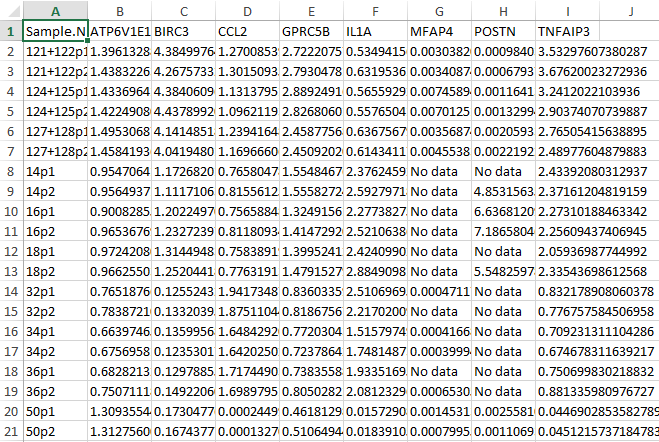 A B C D E F G H I J
1 Sample.N ATP6V1E1 BIRC3 CCL2 GPRC5B IL1A MFAP4 POSTN TNFAIP3
2 121+122p1 1.3961328 4.3849976 1.2700853 2.7222075 0.5349415 0.0030382 0.0009840 3.53297607380287
3 121+122p2 1.4383226 4.2675733 1.3015093 2.7930478 0.6319536 0.0034087 0.0006793 3.67620023272936
4 124+125p1 1.4336964 4.3840609 1.1313795 2.8892491 0.5655929 0.0074589 0.0011641 3.2412022103936
5 124+125p2 1.4224908 4.4378992 1.0962119 2.8268060 0.5576504 0.0070125 0.0013299 2.90374070739887
6 127+128p1 1.4953068 4.1414851 1.2394164 2.4587756 0.6367567 0.0035687 0.0020593 2.76505415638895
7 127+128p2 1.4584193 4.0419480 1.1696660 2.4509202 0.6143411 0.0045538 0.0022192 2.48977604879883
8 14p1 0.9547064 1.1726820 0.7658047 1.5548467 2.3762459 No data No data 2.43392080312937
9 14p2 0.9564937 1.1117106 0.8155612 1.5558272 2.5927971 No data 4.8531563 2.37161204819159
10 16p1 0.9008285 1.2022497 0.7565884 1.3249156 2.2773827 No data 6.6368120 2.27310188463342
11 16p2 0.9653676 1.2327239 0.8118093 1.4147292 2.5210638 No data 7.1865804 2.25609437406945
12 18p1 0.9724208 1.3144948 0.7583891 1.3995241 2.4240990 No data No data 2.05936987744992
13 18p2 0.9662550 1.2520441 0.7763191 1.4791527 2.8849098 No data 5.5482597 2.33543698612568
14 32p1 0.7651876 0.1255243 1.9417348 0.8360335 2.5106969 0.0004711 No data 0.832178908060378
15 32p2 0.7838721 0.1332039 1.8751104 0.8186756 2.2170200 No data No data 0.776757584506958
16 34p1 0.6639746 0.1359956 1.6484292 0.7720304 1.5157974 0.0004166 No data 0.709231311104286
17 34p2 0.6756958 0.1235301 1.6420250 0.7237864 1.7481487 0.0003999 No data 0.674678311639217
18 36p1 0.6828213 0.1297885 1.7174490 0.7383558 1.9335169 No data No data 0.750699830218832
19 36p2 0.7507111 0.1492206 1.6989795 0.8050282 2.0812329 0.0006530 No data 0.881335980976727
20 50p1 1.3093554 0.1730477 0.0002449 0.4618129 0.0157290 0.0014531 0.0025581 0.0446902853582789
21 50p2 1.3127560 0.1674377 0.0001327 0.5106494 0.0183910 0.0007995 0.0011069 0.0451215737184783